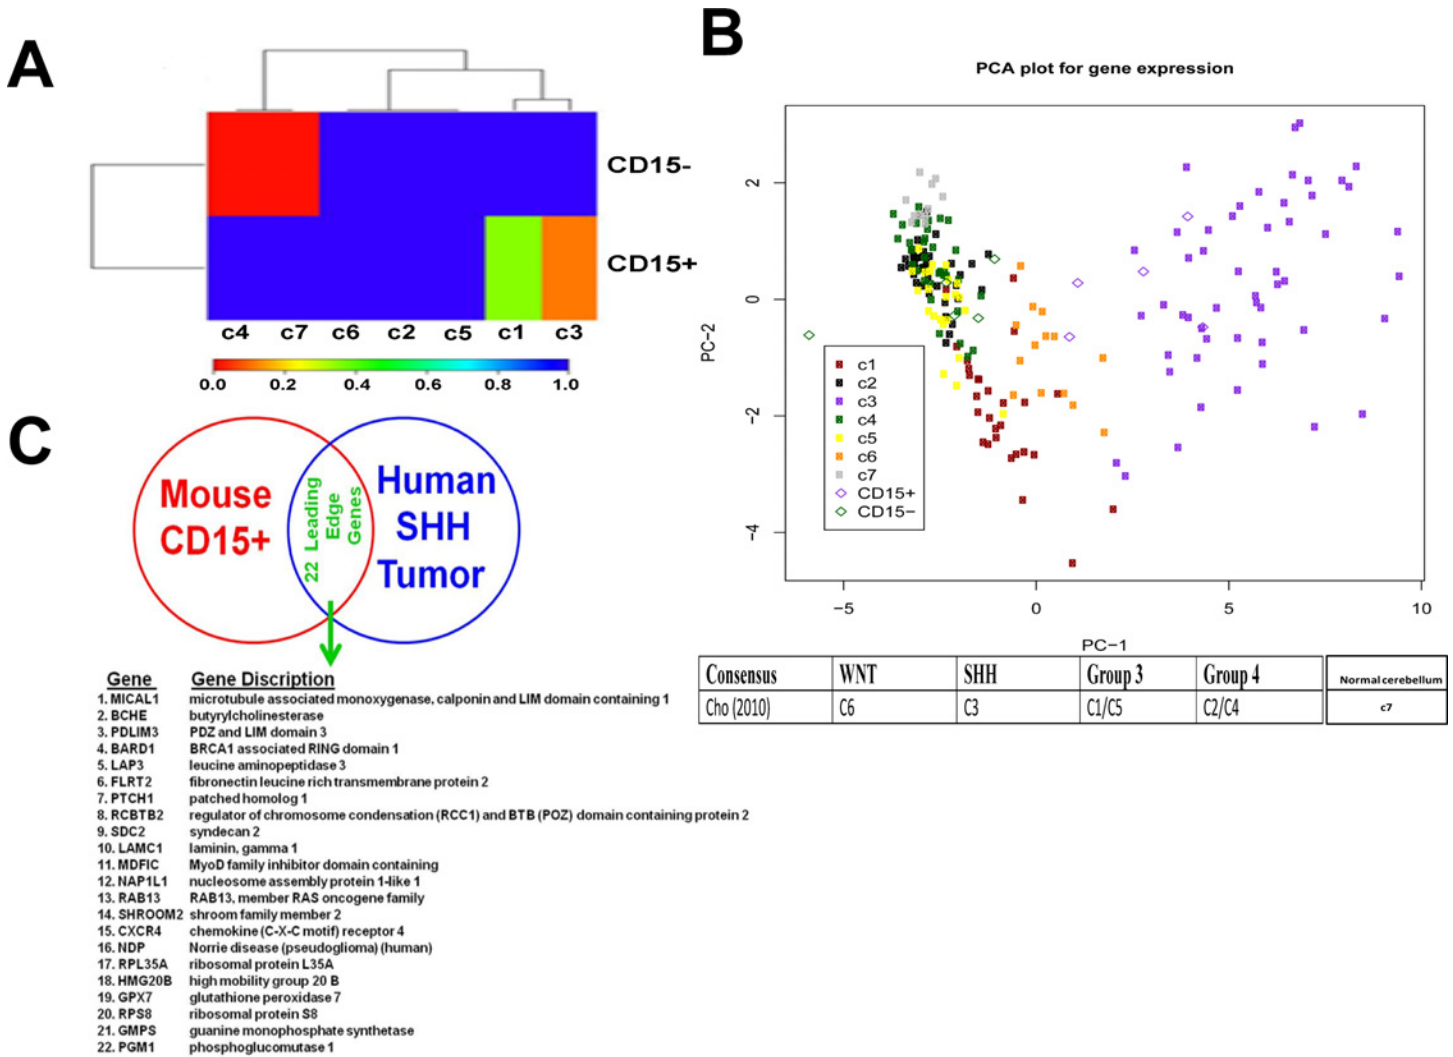 A
CD15-
CD15+
c4 c7 c6 c2 c5 c1 c3
0.0 0.2 0.4 0.6 0.8 1.0
B
PCA plot for gene expression
PC-2
2
0
-2
-4
c1
c2
c3
c4
c5
c6
c7
CD15+
CD15-
-5 0 5 10
PC-1
Consensus WNT SHH Group 3 Group 4 Normal cerebellum
Cho (2010) C6 C3 C1/C5 C2/C4 c7
C
Mouse
CD15+
22 Leading
Edge
Genes
Human
SHH
Tumor
Gene Gene Discription
1. MICAL1 microtubule associated monoxygenase, calponin and LIM domain containing 1
2. BCHE butyrylcholinesterase
3. PDLIM3 PDZ and LIM domain 3
4. BARD1 BRCA1 associated RING domain 1
5. LAP3 leucine aminopeptidase 3
6. FLRT2 fibronectin leucine rich transmembrane protein 2
7. PTCH1 patched homolog 1
8. RCBTB2 regulator of chromosome condensation (RCC1) and BTB (POZ) domain containing protein 2
9. SDC2 syndecan 2
10. LAMC1 laminin, gamma 1
11. MDFIC MyoD family inhibitor domain containing
12. NAP1L1 nucleosome assembly protein 1-like 1
13. RAB13 RAB13, member RAS oncogene family
14. SHROOM2 shroom family member 2
15. CXCR4 chemokine (C-X-C motif) receptor 4
16. NDP Norrie disease (pseudoglioma) (human)
17. RPL35A ribosomal protein L35A
18. HMG20B high mobility group 20 B
19. GPX7 glutathione peroxidase 7
20. RPS8 ribosomal protein S8
21. GMPS guanine monophosphate synthetase
22. PGM1 phosphoglucomutase 1